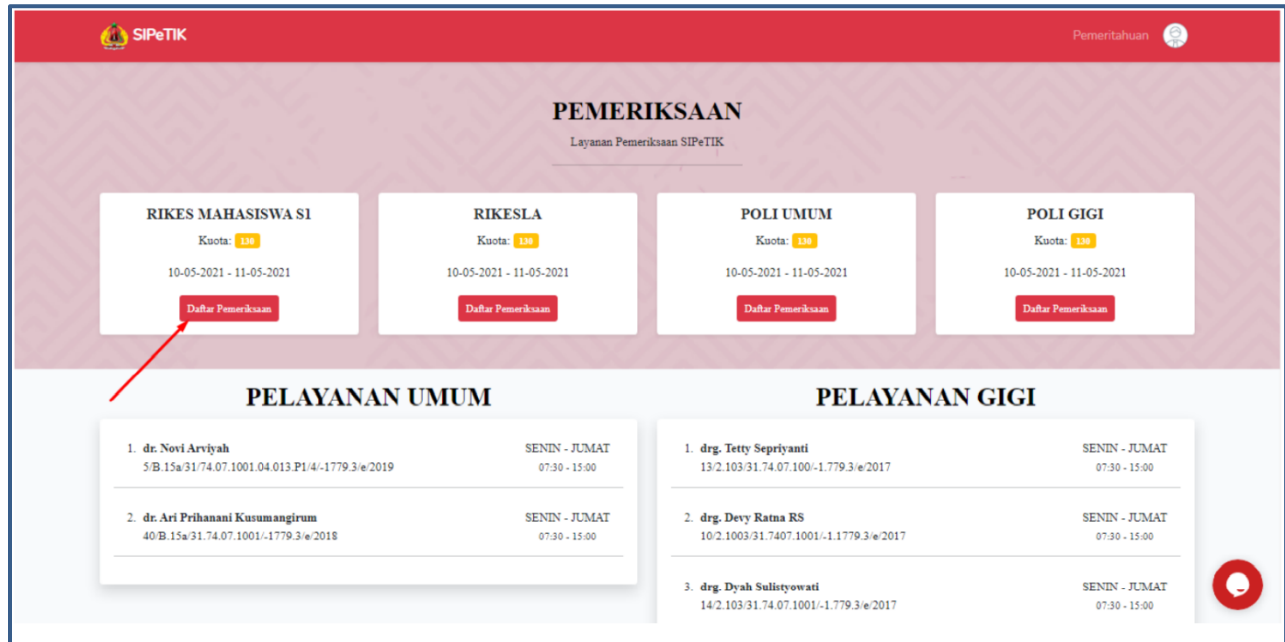 SIPeTIK
Pemeritahuan
PEMERIKSAAN
Layanan Pemeriksaan SIPeTIK
RIKES MAHASISWA S1
Kuota: 130
10-05-2021 - 11-05-2021
Daftar Pemeriksaan
RIKESLA
Kuota: 130
10-05-2021 - 11-05-2021
Daftar Pemeriksaan
POLI UMUM
Kuota: 130
10-05-2021 - 11-05-2021
Daftar Pemeriksaan
POLI GIGI
Kuota: 130
10-05-2021 - 11-05-2021
Daftar Pemeriksaan
PELAYANAN UMUM
1. dr. Novi Arviyah SENIN - JUMAT
5/B.15a/31/74.07.1001.04.013.P1/4/-1779.3/e/2019 07:30 - 15:00
2. dr. Ari Prihanani Kusumangirum SENIN - JUMAT
40/B.15a/31.74.07.1001/-1779.3/e/2018 07:30 - 15:00
PELAYANAN GIGI
1. drg. Tetty Sepriyanti SENIN - JUMAT
13/2.103/31.74.07.100/-1.779.3/e/2017 07:30 - 15:00
2. drg. Devy Ratna RS SENIN - JUMAT
10/2.1003/31.7407.1001/-1.1779.3/e/2017 07:30 - 15:00
3. drg. Dyah Sulistyowati SENIN - JUMAT
14/2.103/31.74.07.1001/-1.779.3/e/2017 07:30 - 15:00